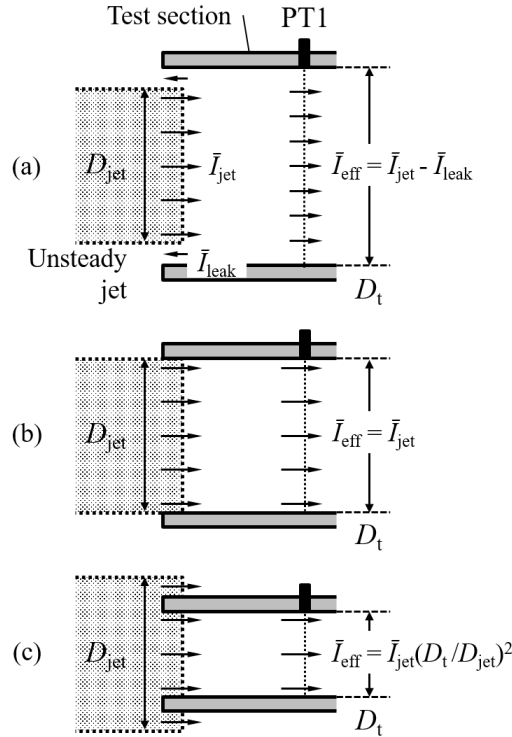 Test section
PT1
(a)
D_jet
Ī_jet
Ī_eff = Ī_jet - Ī_leak
Unsteady
jet
Ī_leak
D_t
(b)
D_jet
Ī_eff = Ī_jet
D_t
(c)
D_jet
Ī_eff = Ī_jet(D_t/D_jet)²
D_t